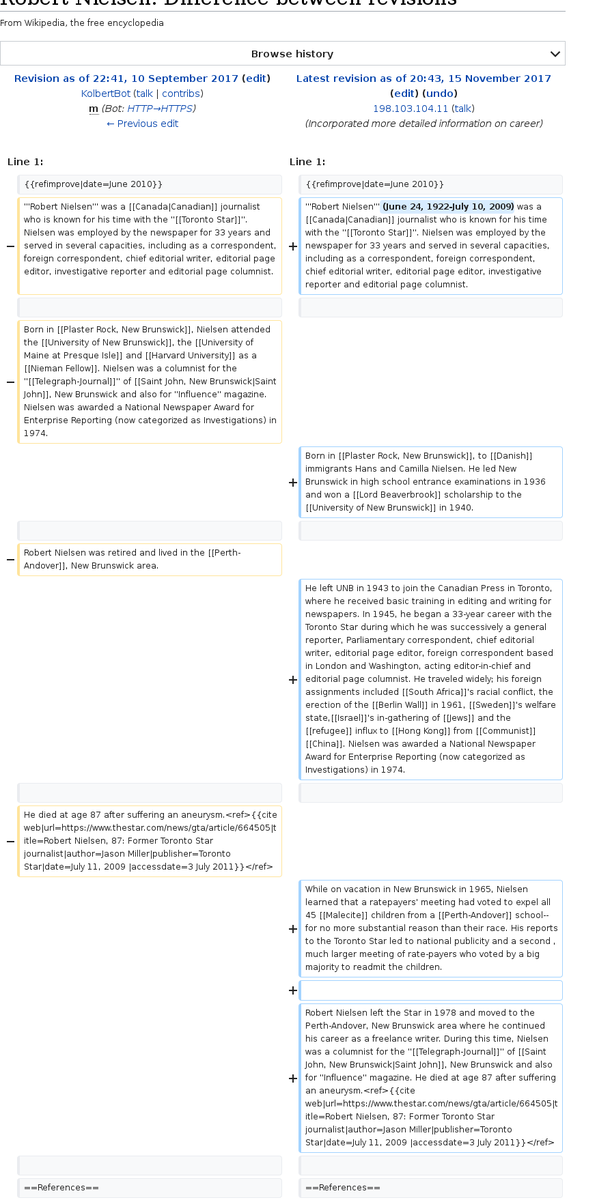 Robert Nielsen: Difference between revisions
From Wikipedia, the free encyclopedia
Browse history
Revision as of 22:41, 10 September 2017 (edit)
KolbertBot (talk | contribs)
m (Bot: HTTP→HTTPS)
← Previous edit
Latest revision as of 20:43, 15 November 2017
(edit) (undo)
198.103.104.11 (talk)
(Incorporated more detailed information on career)
Line 1:
Line 1:
{{refimprove|date=June 2010}}
{{refimprove|date=June 2010}}
− '''Robert Nielsen''' was a [[Canada|Canadian]] journalist
who is known for his time with the ''[[Toronto Star]]''.
Nielsen was employed by the newspaper for 33 years and
served in several capacities, including as a correspondent,
foreign correspondent, chief editorial writer, editorial page
editor, investigative reporter and editorial page columnist.
+ '''Robert Nielsen''' (June 24, 1922-July 10, 2009) was a
[[Canada|Canadian]] journalist who is known for his time
with the ''[[Toronto Star]]''. Nielsen was employed by the
newspaper for 33 years and served in several capacities,
including as a correspondent, foreign correspondent,
chief editorial writer, editorial page editor, investigative
reporter and editorial page columnist.
− Born in [[Plaster Rock, New Brunswick]], Nielsen attended
the [[University of New Brunswick]], the [[University of
Maine at Presque Isle]] and [[Harvard University]] as a
[[Nieman Fellow]]. Nielsen was a columnist for the
''[[Telegraph-Journal]]'' of [[Saint John, New Brunswick|Saint
John]], New Brunswick and also for ''Influence'' magazine.
Nielsen was awarded a National Newspaper Award for
Enterprise Reporting (now categorized as Investigations) in
1974.
+ Born in [[Plaster Rock, New Brunswick]], to [[Danish]]
immigrants Hans and Camilla Nielsen. He led New
Brunswick in high school entrance examinations in 1936
and won a [[Lord Beaverbrook]] scholarship to the
[[University of New Brunswick]] in 1940.
− Robert Nielsen was retired and lived in the [[Perth-
Andover]], New Brunswick area.
+ He left UNB in 1943 to join the Canadian Press in Toronto,
where he received basic training in editing and writing for
newspapers. In 1945, he began a 33-year career with the
Toronto Star during which he was successively a general
reporter, Parliamentary correspondent, chief editorial
writer, editorial page editor, foreign correspondent based
in London and Washington, acting editor-in-chief and
editorial page columnist. He traveled widely; his foreign
assignments included [[South Africa]]'s racial conflict, the
erection of the [[Berlin Wall]] in 1961, [[Sweden]]'s welfare
state,[[Israel]]'s in-gathering of [[Jews]] and the
[[refugee]] influx to [[Hong Kong]] from [[Communist]]
[[China]]. Nielsen was awarded a National Newspaper
Award for Enterprise Reporting (now categorized as
Investigations) in 1974.
− He died at age 87 after suffering an aneurysm.<ref>{{cite
web|url=https://www.thestar.com/news/gta/article/664505|t
itle=Robert Nielsen, 87: Former Toronto Star
journalist|author=Jason Miller|publisher=Toronto
Star|date=July 11, 2009 |accessdate=3 July 2011}}</ref>
+ While on vacation in New Brunswick in 1965, Nielsen
learned that a ratepayers' meeting had voted to expel all
45 [[Malecite]] children from a [[Perth-Andover]] school--
for no more substantial reason than their race. His reports
to the Toronto Star led to national publicity and a second ,
much larger meeting of rate-payers who voted by a big
majority to readmit the children.
+
+ Robert Nielsen left the Star in 1978 and moved to the
Perth-Andover, New Brunswick area where he continued
his career as a freelance writer. During this time, Nielsen
was a columnist for the ''[[Telegraph-Journal]]'' of [[Saint
John, New Brunswick|Saint John]], New Brunswick and also
for ''Influence'' magazine. He died at age 87 after suffering
an aneurysm.<ref>{{cite
web|url=https://www.thestar.com/news/gta/article/664505|t
itle=Robert Nielsen, 87: Former Toronto Star
journalist|author=Jason Miller|publisher=Toronto
Star|date=July 11, 2009 |accessdate=3 July 2011}}</ref>
==References==
==References==